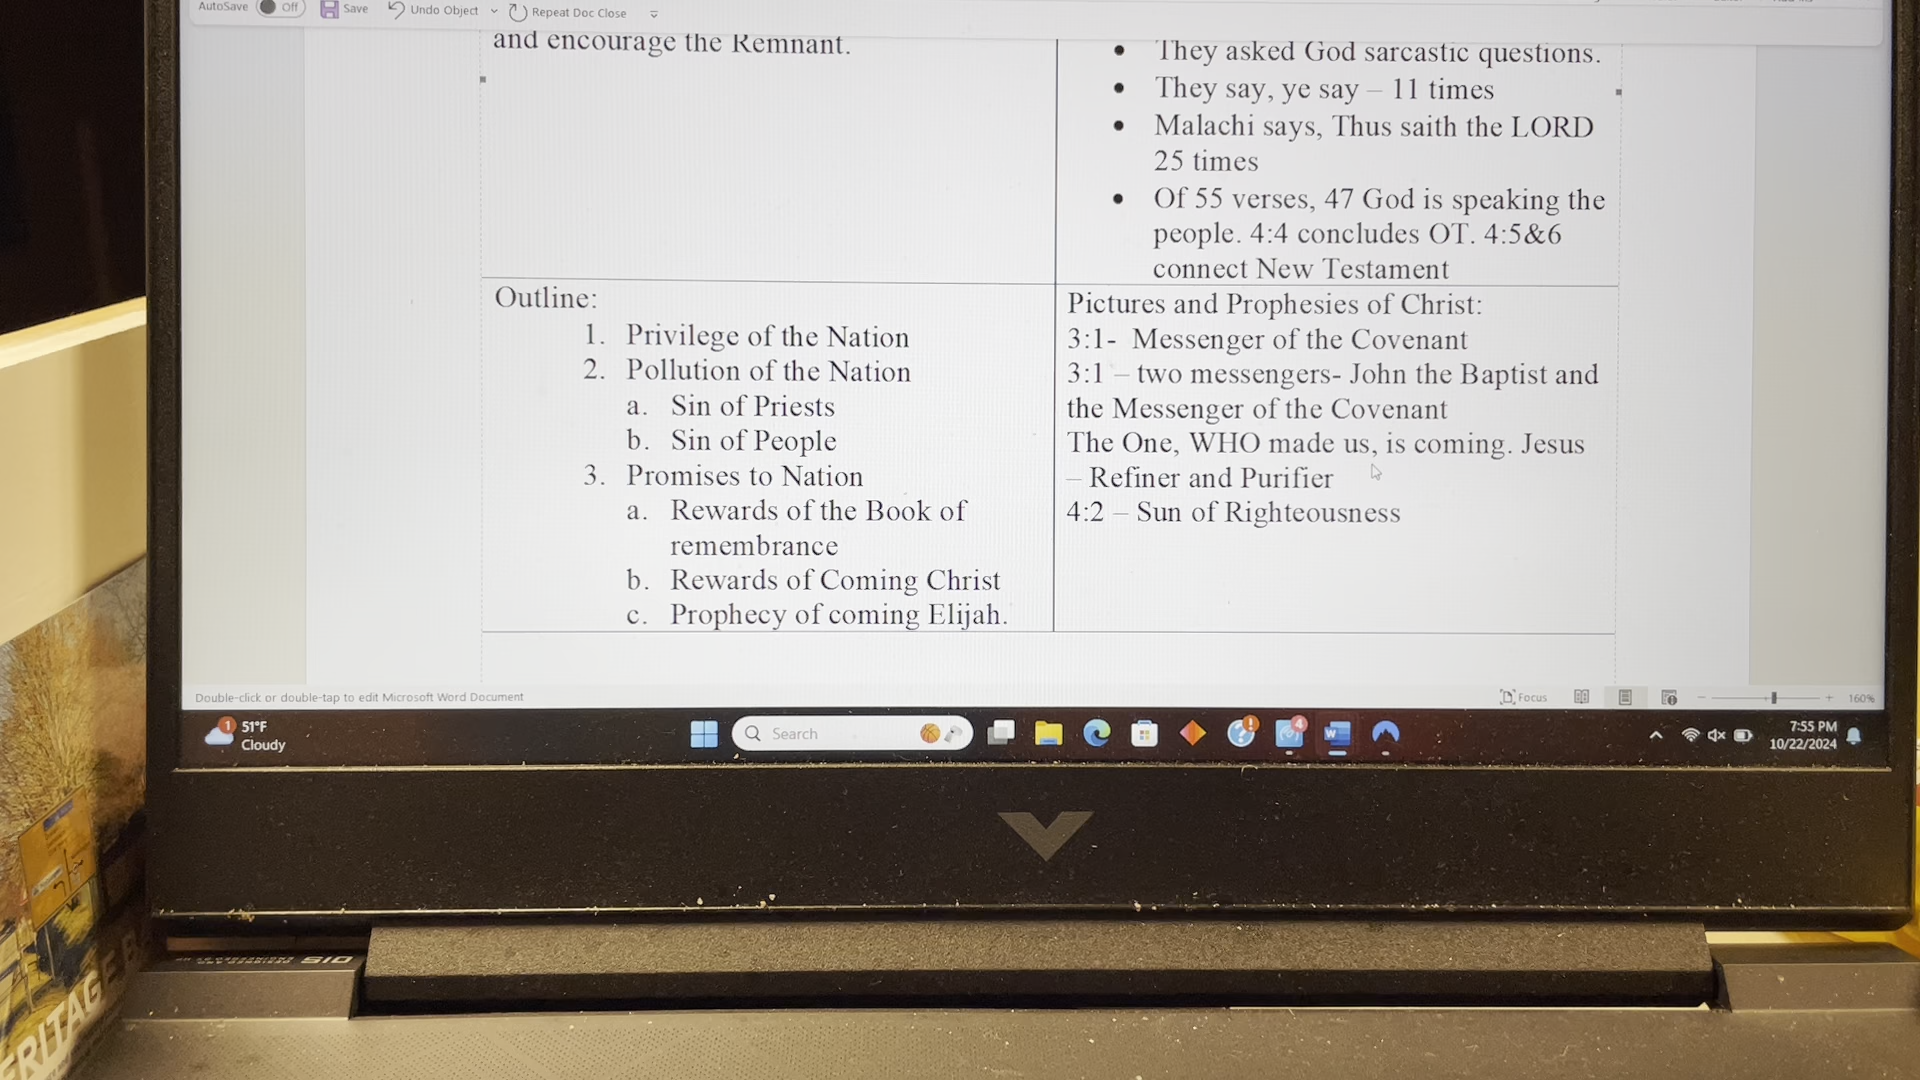 AutoSave Off Save Undo Object Repeat Doc Close
and encourage the Remnant.
• They asked God sarcastic questions.
• They say, ye say – 11 times
• Malachi says, Thus saith the LORD
25 times
• Of 55 verses, 47 God is speaking the
people. 4:4 concludes OT. 4:5&6
connect New Testament
Outline:
1. Privilege of the Nation
2. Pollution of the Nation
a. Sin of Priests
b. Sin of People
3. Promises to Nation
a. Rewards of the Book of
remembrance
b. Rewards of Coming Christ
c. Prophecy of coming Elijah.
Pictures and Prophesies of Christ:
3:1- Messenger of the Covenant
3:1 – two messengers- John the Baptist and
the Messenger of the Covenant
The One, WHO made us, is coming. Jesus
– Refiner and Purifier
4:2 – Sun of Righteousness
Double-click or double-tap to edit Microsoft Word Document
Focus
160%
1
51°F
Cloudy
Search
4
W
7:55 PM
10/22/2024